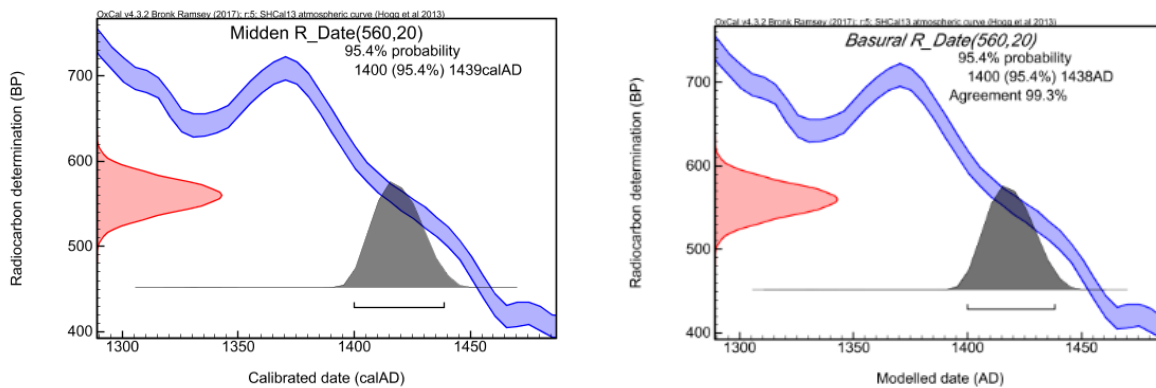 OxCal v4.3.2 Bronk Ramsey (2017); r:5; SHCal13 atmospheric curve (Hogg et al 2013)
Midden R_Date(560,20)
95.4% probability
1400 (95.4%) 1439calAD
Radiocarbon determination (BP)
700
600
500
400
1300 1350 1400 1450
Calibrated date (calAD)
OxCal v4.3.2 Bronk Ramsey (2017); r:5; SHCal13 atmospheric curve (Hogg et al 2013)
Basural R_Date(560,20)
95.4% probability
1400 (95.4%) 1438AD
Agreement 99.3%
Radiocarbon determination (BP)
700
600
500
400
1300 1350 1400 1450
Modelled date (AD)